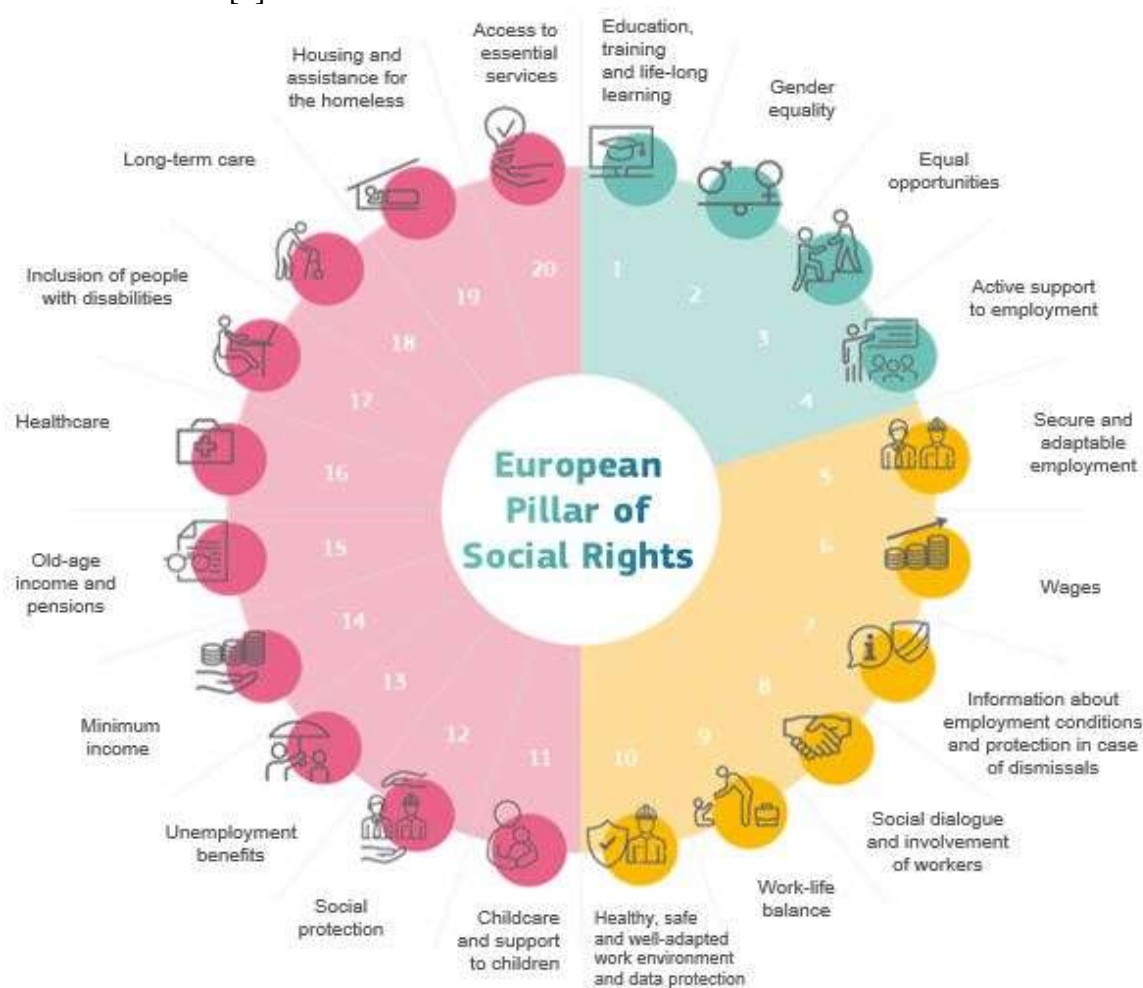 Access to
essential
services
Education,
training
and life-long
learning
Gender
equality
Equal
opportunities
Active support
to employment
Secure and
adaptable
employment
Wages
Information about
employment conditions
and protection in case
of dismissals
Social dialogue
and involvement
of workers
Work-life
balance
Healthy, safe
and well-adapted
work environment
and data protection
Childcare
and support
to children
Social
protection
Unemployment
benefits
Minimum
income
Old-age
income and
pensions
Healthcare
Inclusion of people
with disabilities
Long-term care
Housing and
assistance for
the homeless
20
1
2
3
4
5
6
7
8
9
10
11
12
13
14
15
16
17
18
19
European
Pillar of
Social Rights